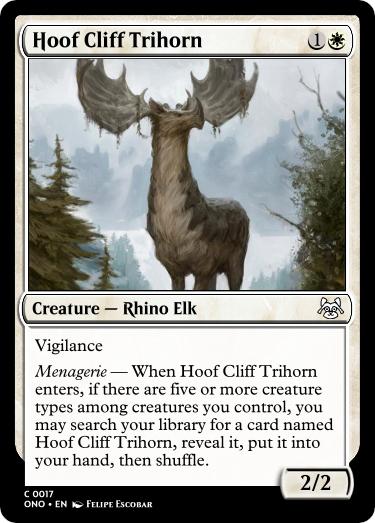 Hoof Cliff Trihorn 1
Creature — Rhino Elk
Vigilance
Menagerie — When Hoof Cliff Trihorn
enters, if there are five or more creature
types among creatures you control, you
may search your library for a card named
Hoof Cliff Trihorn, reveal it, put it into
your hand, then shuffle.
2/2
C 0017
ONO • EN Felipe Escobar